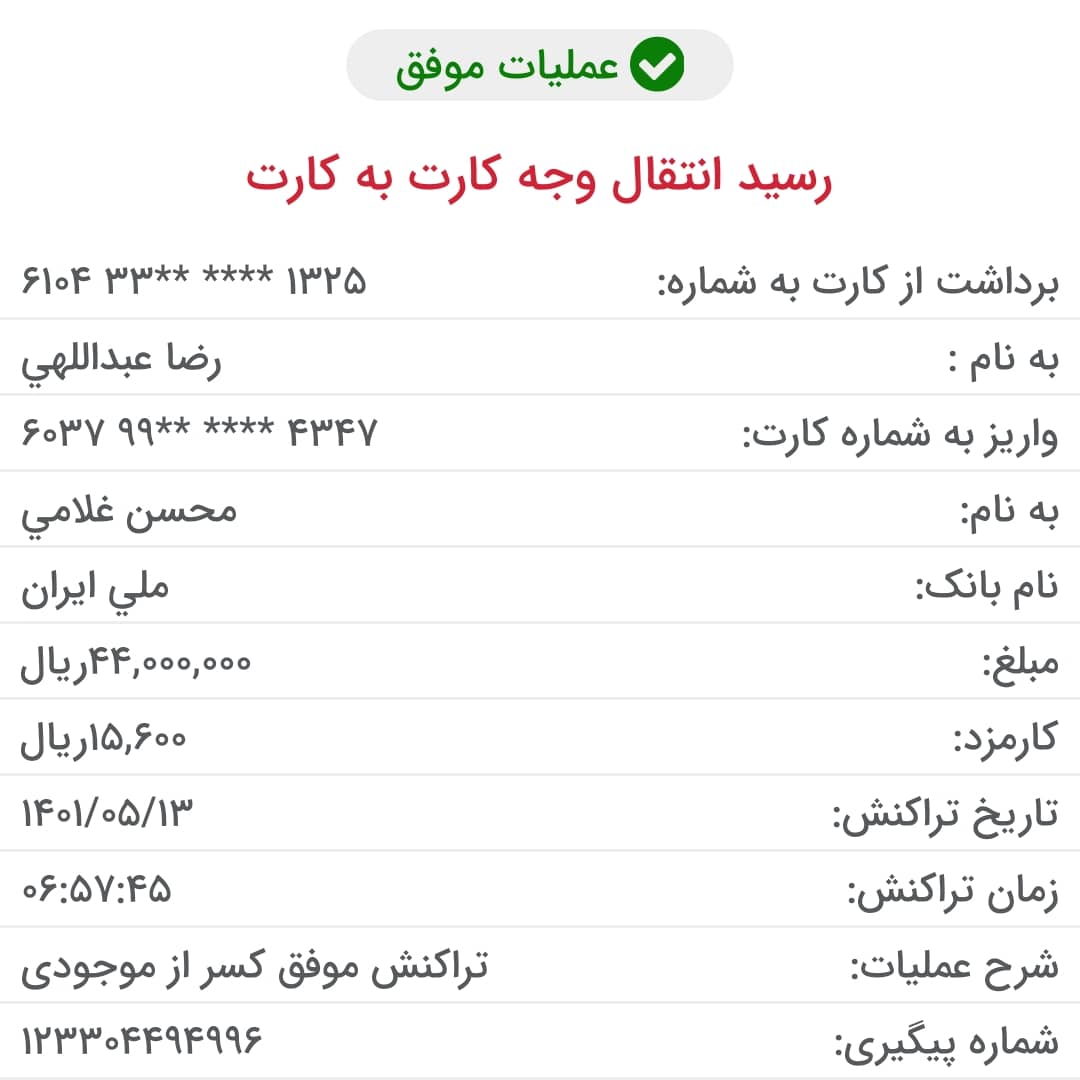 عملیات موفق
رسید انتقال وجه کارت به کارت
برداشت از کارت به شماره: ۶۱۰۴ ۳۳** **** ۱۳۲۵
به نام : رضا عبداللهي
واریز به شماره کارت: ۶۰۳۷ ۹۹** **** ۴۳۴۷
به نام: محسن غلامي
نام بانک: ملي ايران
مبلغ: ۴۴,۰۰۰,۰۰۰ریال
کارمزد: ۱۵,۶۰۰ریال
تاریخ تراکنش: ۱۴۰۱/۰۵/۱۳
زمان تراکنش: ۰۶:۵۷:۴۵
شرح عملیات: تراکنش موفق کسر از موجودی
شماره پیگیری: ۱۲۳۳۰۴۴۹۴۹۹۶